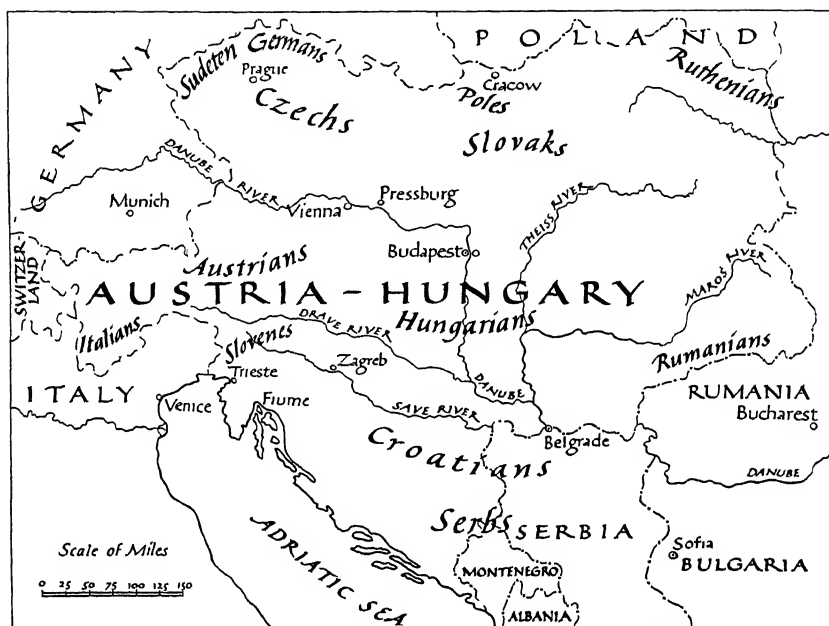 POLAND
GERMANY
Sudeten Germans
Prague
Czechs
Cracow
Poles
Ruthenians
Slovaks
DANUBE RIVER
Munich
Vienna
Pressburg
THEISS RIVER
Budapest
SWITZER-
LAND
Austrians
AUSTRIA-HUNGARY
MAROS RIVER
Italians
Slovenes
DRAVE RIVER
Hungarians
Rumanians
Zagreb
Trieste
ITALY
Venice
Fiume
DANUBE
SAVE RIVER
RUMANIA
Bucharest
Belgrade
Croatians
DANUBE
Serbs
SERBIA
ADRIATIC SEA
Sofia
BULGARIA
MONTENEGRO
ALBANIA
Scale of Miles
0 25 50 75 100 125 150